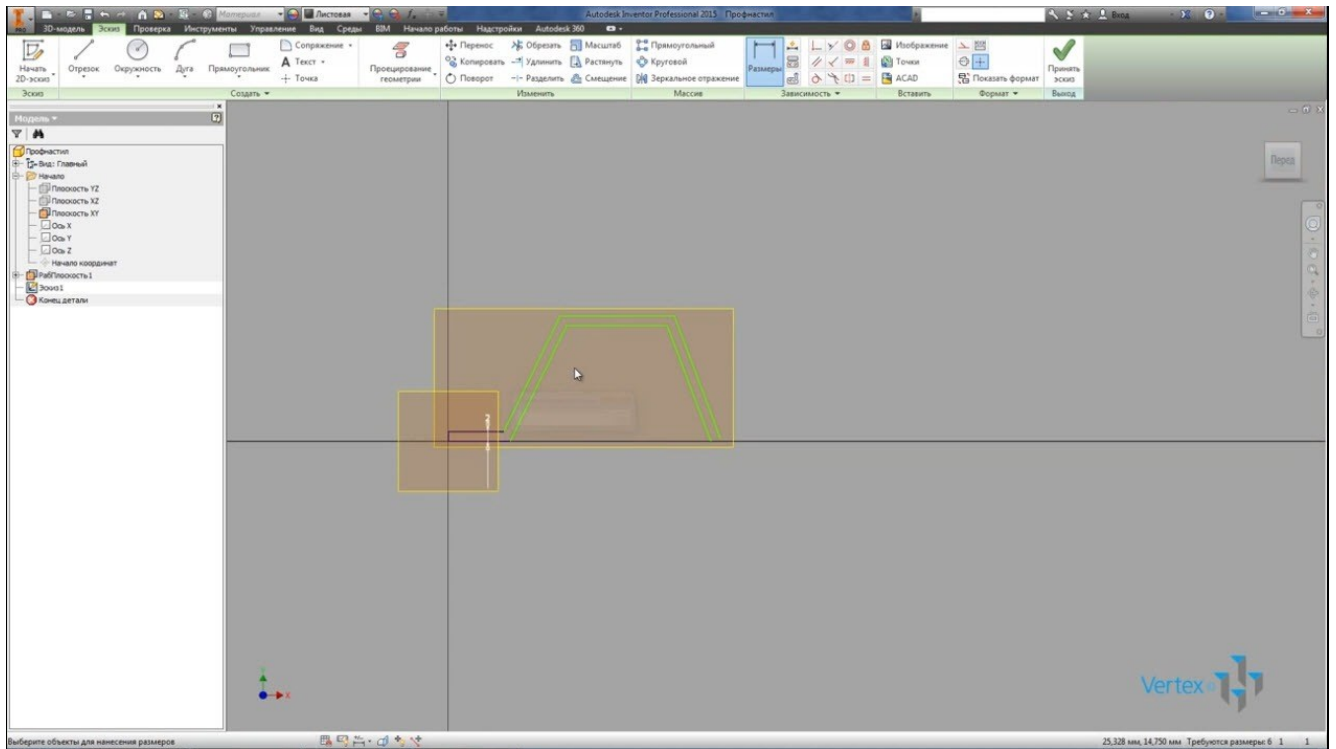 Материал Листовая Autodesk Inventor Professional 2015 Профнастил Вход
PRO 3D-модель Эскиз Проверка Инструменты Управление Вид Среды BIM Начало работы Надстройки Autodesk 360
Начать 2D-эскиз
Отрезок
Окружность
Дуга
Прямоугольник
Сопряжение
Текст
Точка
Проецирование геометрии
Перенос
Копировать
Поворот
Обрезать
Удлинить
Разделить
Масштаб
Растянуть
Смещение
Прямоугольный
Круговой
Зеркальное отражение
Размеры
Изображение
Точки
ACAD
Показать формат
Принять эскиз
Эскиз Создать Изменить Массив Зависимость Вставить Формат Выход
Модель
Профнастил
Вид: Главный
Начало
Плоскость YZ
Плоскость XZ
Плоскость XY
Ось X
Ось Y
Ось Z
Начало координат
РабПлоскость1
Эскиз1
Конец детали
Перед
2
X
Vertex
Выберите объекты для нанесения размеров
25,328 мм, 14,750 мм Требуются размеры: 6 1 1